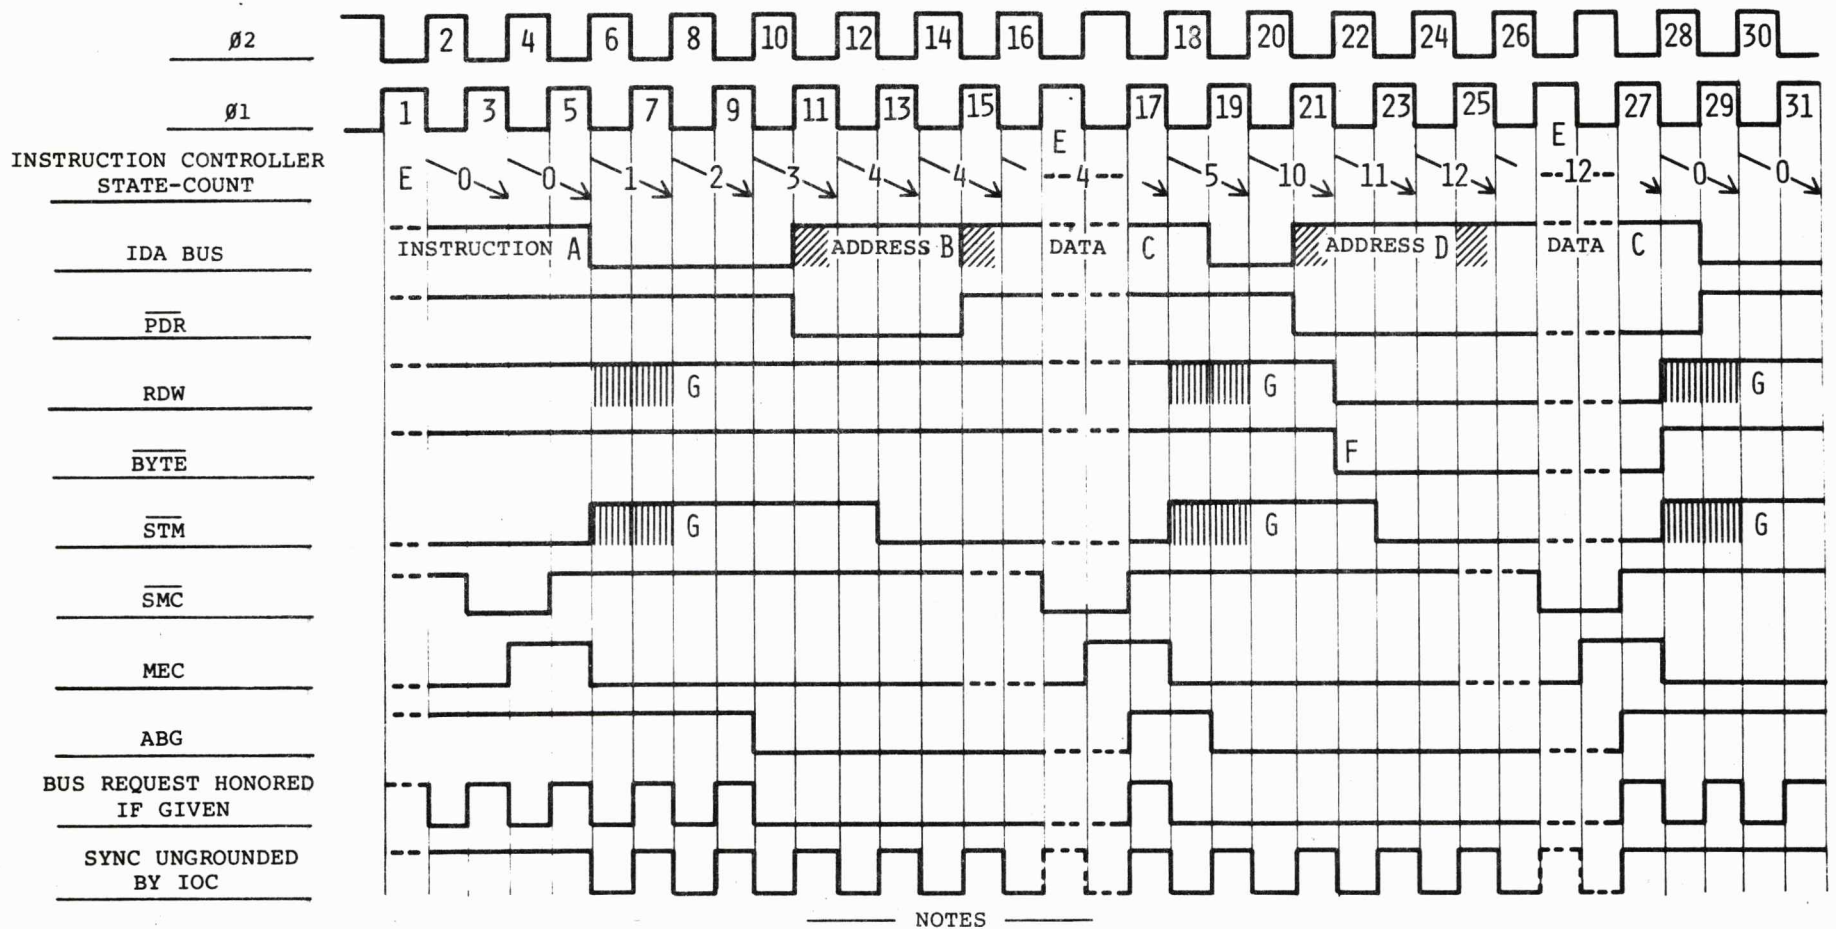 ø2 2 4 6 8 10 12 14 16 18 20 22 24 26 28 30
ø1 1 3 5 7 9 11 13 15 17 19 21 23 25 27 29 31
E E
INSTRUCTION CONTROLLER
STATE-COUNT
E 0 0 1 2 3 4 4 4 5 10 11 12 12 0 0
IDA BUS INSTRUCTION A ADDRESS B DATA C ADDRESS D DATA C
PDR
RDW G G G
BYTE F
STM G G G
SMC
MEC
ABG
BUS REQUEST HONORED
IF GIVEN
SYNC UNGROUNDED
BY IOC
NOTES